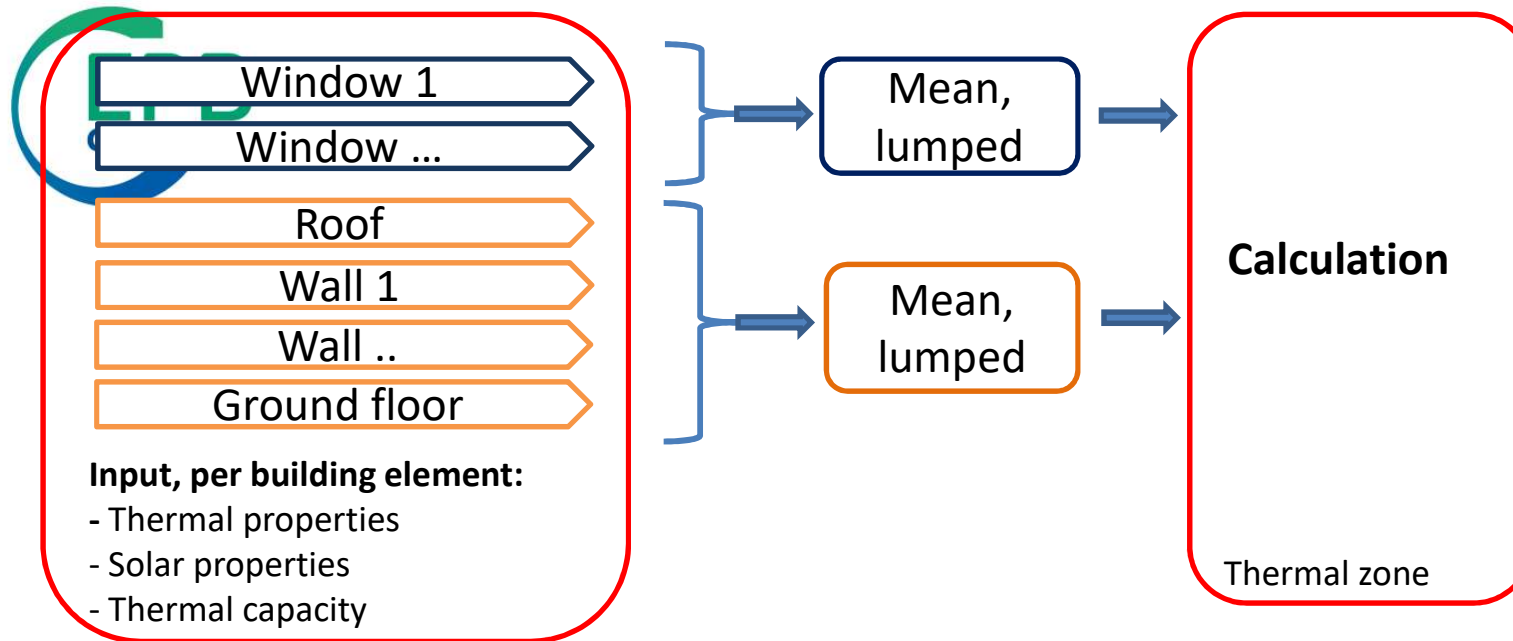 Window 1
Window ...
Roof
Wall 1
Wall ..
Ground floor
Input, per building element:
- Thermal properties
- Solar properties
- Thermal capacity
Mean,
lumped
Mean,
lumped
Calculation
Thermal zone